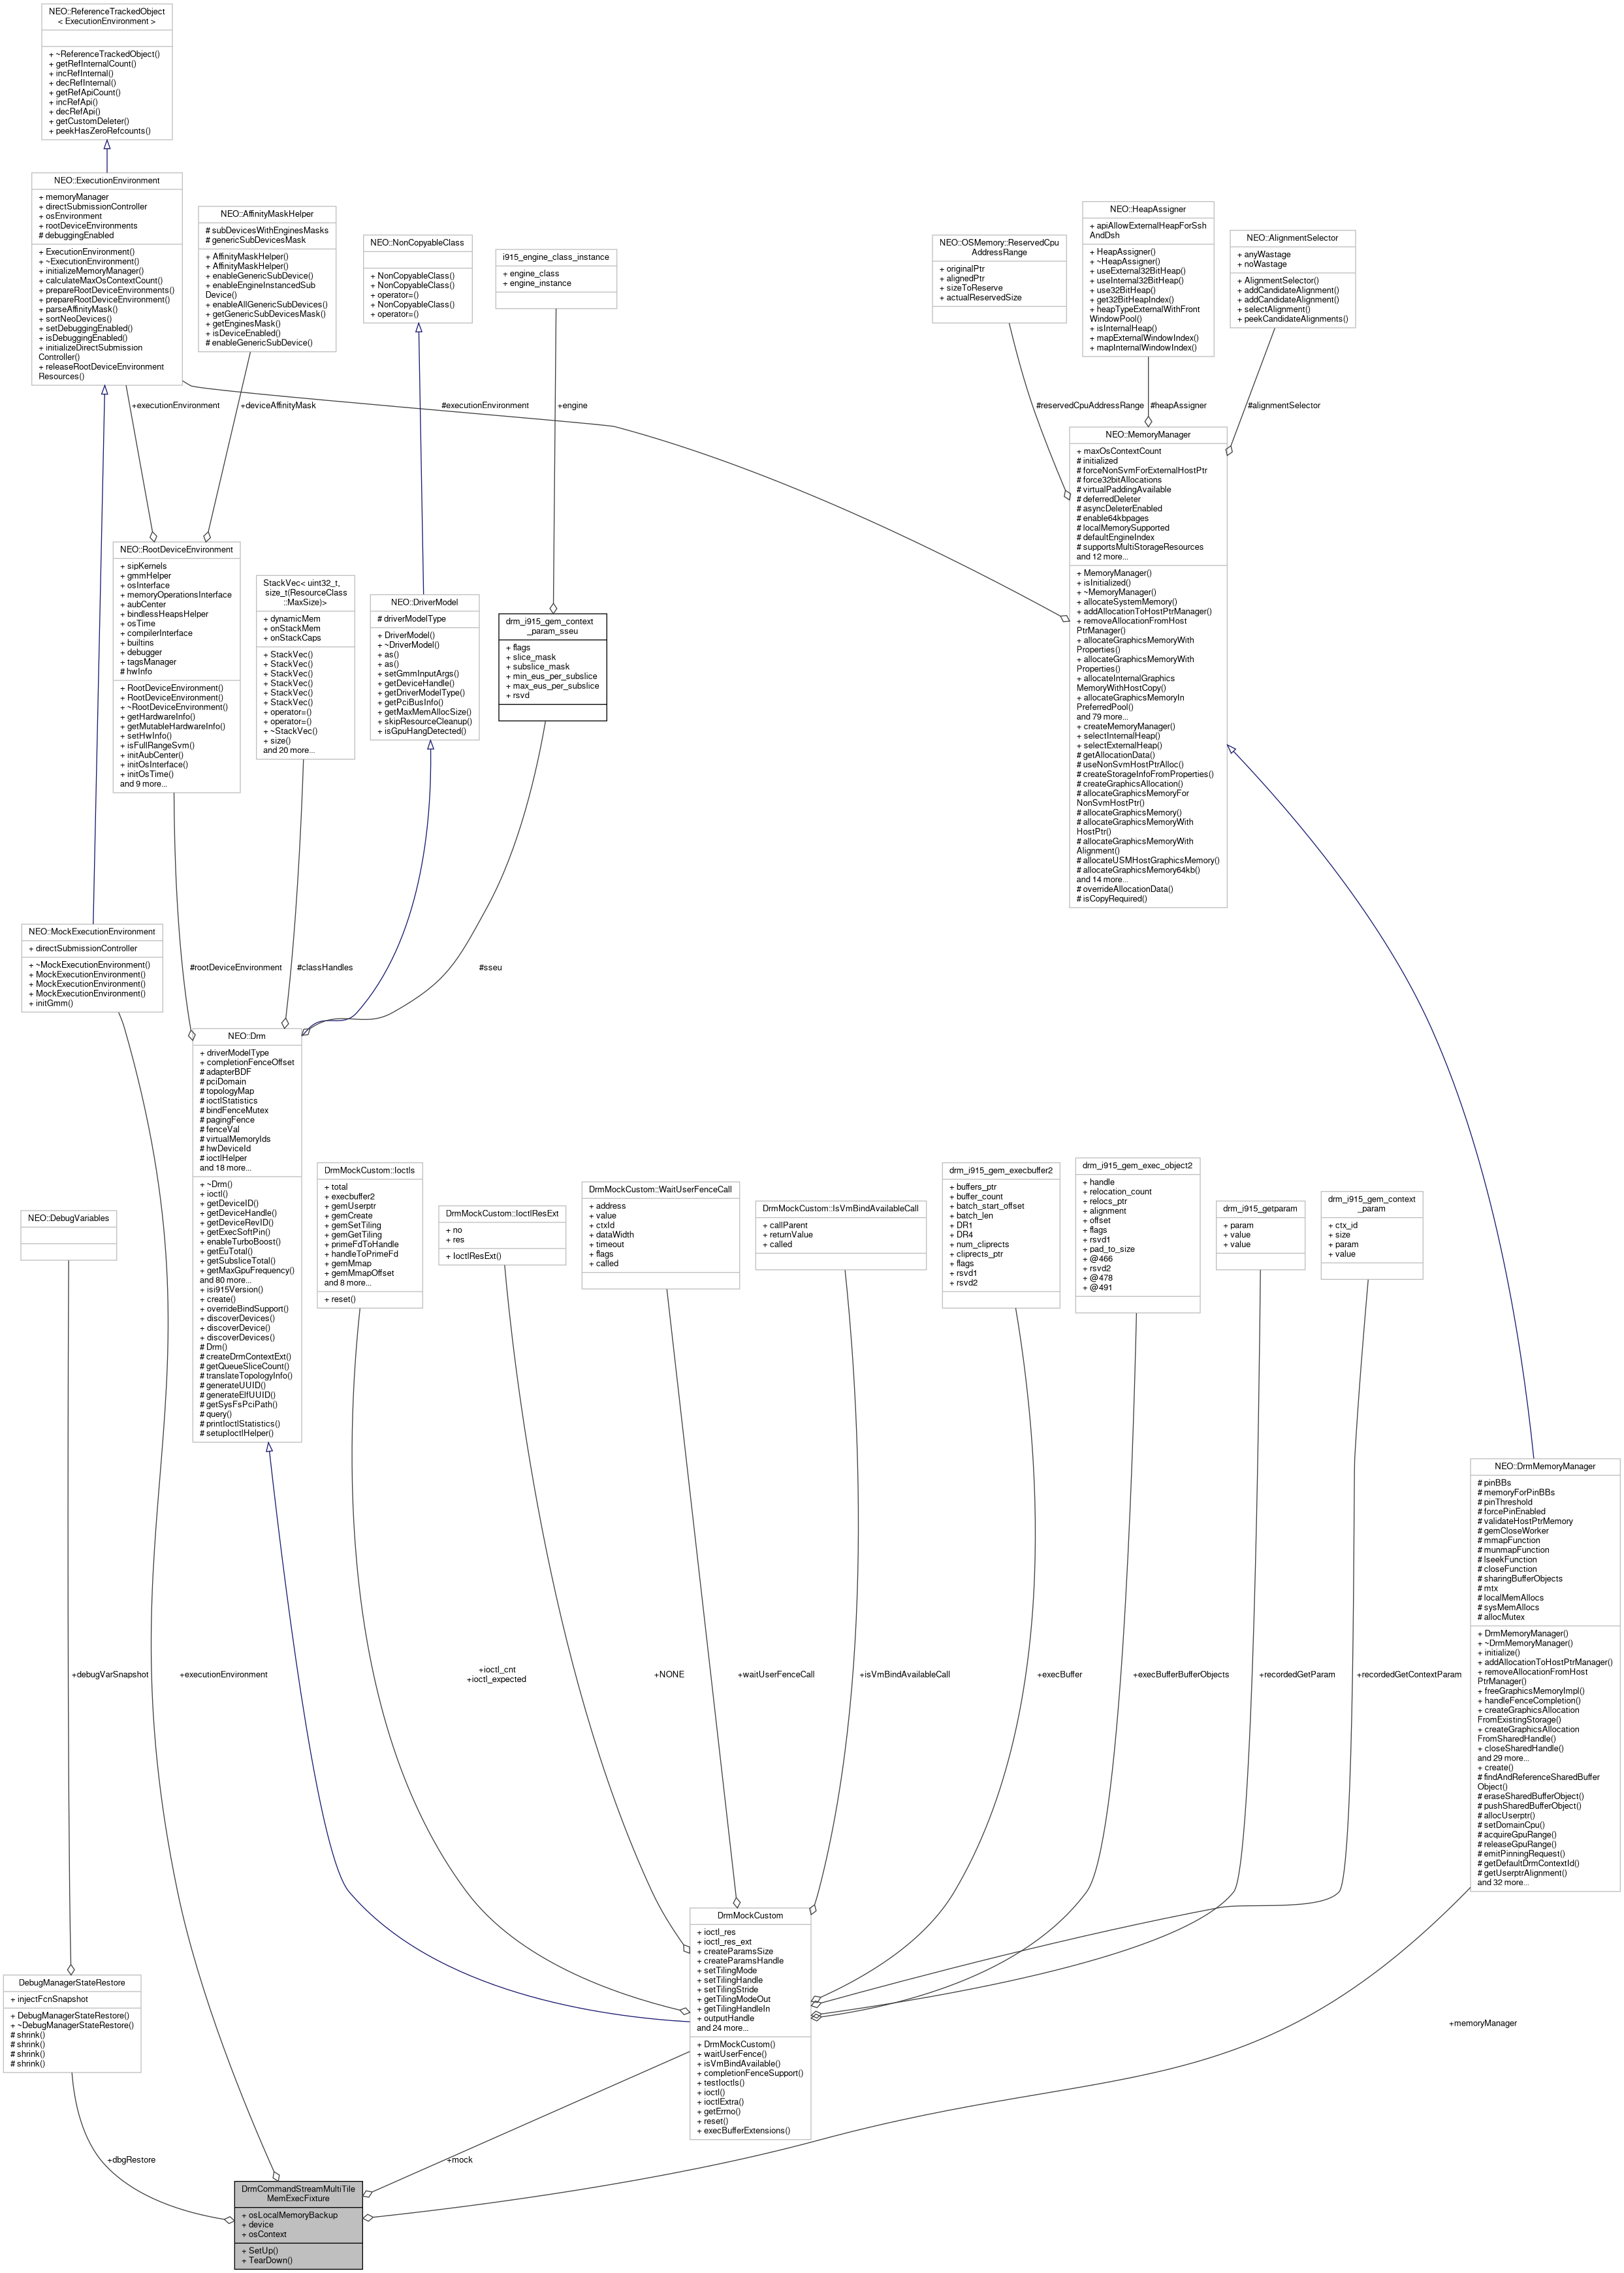 NEO::ReferenceTrackedObject
< ExecutionEnvironment >
+ ~ReferenceTrackedObject()
+ getRefInternalCount()
+ incRefInternal()
+ decRefInternal()
+ getRefApiCount()
+ incRefApi()
+ decRefApi()
+ getCustomDeleter()
+ peekHasZeroRefcounts()
NEO::ExecutionEnvironment
+ memoryManager
+ directSubmissionController
+ osEnvironment
+ rootDeviceEnvironments
# debuggingEnabled
+ ExecutionEnvironment()
+ ~ExecutionEnvironment()
+ initializeMemoryManager()
+ calculateMaxOsContextCount()
+ prepareRootDeviceEnvironments()
+ prepareRootDeviceEnvironment()
+ parseAffinityMask()
+ sortNeoDevices()
+ setDebuggingEnabled()
+ isDebuggingEnabled()
+ initializeDirectSubmission
Controller()
+ releaseRootDeviceEnvironment
Resources()
NEO::AffinityMaskHelper
# subDevicesWithEnginesMasks
# genericSubDevicesMask
+ AffinityMaskHelper()
+ AffinityMaskHelper()
+ enableGenericSubDevice()
+ enableEngineInstancedSub
Device()
+ enableAllGenericSubDevices()
+ getGenericSubDevicesMask()
+ getEnginesMask()
+ isDeviceEnabled()
# enableGenericSubDevice()
NEO::NonCopyableClass
+ NonCopyableClass()
+ NonCopyableClass()
+ operator=()
+ NonCopyableClass()
+ operator=()
i915_engine_class_instance
+ engine_class
+ engine_instance
NEO::OSMemory::ReservedCpu
AddressRange
+ originalPtr
+ alignedPtr
+ sizeToReserve
+ actualReservedSize
NEO::HeapAssigner
+ apiAllowExternalHeapForSsh
AndDsh
+ HeapAssigner()
+ ~HeapAssigner()
+ useExternal32BitHeap()
+ useInternal32BitHeap()
+ use32BitHeap()
+ get32BitHeapIndex()
+ heapTypeExternalWithFront
WindowPool()
+ isInternalHeap()
+ mapExternalWindowIndex()
+ mapInternalWindowIndex()
NEO::AlignmentSelector
+ anyWastage
+ noWastage
+ AlignmentSelector()
+ addCandidateAlignment()
+ addCandidateAlignment()
+ selectAlignment()
+ peekCandidateAlignments()
+executionEnvironment
+deviceAffinityMask
#executionEnvironment
+engine
#reservedCpuAddressRange
#heapAssigner
#alignmentSelector
NEO::MemoryManager
+ maxOsContextCount
# initialized
# forceNonSvmForExternalHostPtr
# force32bitAllocations
# virtualPaddingAvailable
# deferredDeleter
# asyncDeleterEnabled
# enable64kbpages
# localMemorySupported
# defaultEngineIndex
# supportsMultiStorageResources
and 12 more...
+ MemoryManager()
+ isInitialized()
+ ~MemoryManager()
+ allocateSystemMemory()
+ addAllocationToHostPtrManager()
+ removeAllocationFromHost
PtrManager()
+ allocateGraphicsMemoryWith
Properties()
+ allocateGraphicsMemoryWith
Properties()
+ allocateInternalGraphics
MemoryWithHostCopy()
+ allocateGraphicsMemoryIn
PreferredPool()
and 79 more...
+ createMemoryManager()
+ selectInternalHeap()
+ selectExternalHeap()
# getAllocationData()
# useNonSvmHostPtrAlloc()
# createStorageInfoFromProperties()
# createGraphicsAllocation()
# allocateGraphicsMemoryFor
NonSvmHostPtr()
# allocateGraphicsMemory()
# allocateGraphicsMemoryWith
HostPtr()
# allocateGraphicsMemoryWith
Alignment()
# allocateUSMHostGraphicsMemory()
# allocateGraphicsMemory64kb()
and 14 more...
# overrideAllocationData()
# isCopyRequired()
NEO::RootDeviceEnvironment
+ sipKernels
+ gmmHelper
+ osInterface
+ memoryOperationsInterface
+ aubCenter
+ bindlessHeapsHelper
+ osTime
+ compilerInterface
+ builtins
+ debugger
+ tagsManager
# hwInfo
+ RootDeviceEnvironment()
+ RootDeviceEnvironment()
+ ~RootDeviceEnvironment()
+ getHardwareInfo()
+ getMutableHardwareInfo()
+ setHwInfo()
+ isFullRangeSvm()
+ initAubCenter()
+ initOsInterface()
+ initOsTime()
and 9 more...
StackVec< uint32_t,
size_t(ResourceClass
::MaxSize)>
+ dynamicMem
+ onStackMem
+ onStackCaps
+ StackVec()
+ StackVec()
+ StackVec()
+ StackVec()
+ StackVec()
+ StackVec()
+ operator=()
+ operator=()
+ ~StackVec()
+ size()
and 20 more...
NEO::DriverModel
# driverModelType
+ DriverModel()
+ ~DriverModel()
+ as()
+ as()
+ setGmmInputArgs()
+ getDeviceHandle()
+ getDriverModelType()
+ getPciBusInfo()
+ getMaxMemAllocSize()
+ skipResourceCleanup()
+ isGpuHangDetected()
drm_i915_gem_context
_param_sseu
+ flags
+ slice_mask
+ subslice_mask
+ min_eus_per_subslice
+ max_eus_per_subslice
+ rsvd
NEO::MockExecutionEnvironment
+ directSubmissionController
+ ~MockExecutionEnvironment()
+ MockExecutionEnvironment()
+ MockExecutionEnvironment()
+ MockExecutionEnvironment()
+ initGmm()
#rootDeviceEnvironment
#classHandles
#sseu
NEO::Drm
+ driverModelType
+ completionFenceOffset
# adapterBDF
# pciDomain
# topologyMap
# ioctlStatistics
# bindFenceMutex
# pagingFence
# fenceVal
# virtualMemoryIds
# hwDeviceId
# ioctlHelper
and 18 more...
+ ~Drm()
+ ioctl()
+ getDeviceID()
+ getDeviceHandle()
+ getDeviceRevID()
+ getExecSoftPin()
+ enableTurboBoost()
+ getEuTotal()
+ getSubsliceTotal()
+ getMaxGpuFrequency()
and 80 more...
+ isi915Version()
+ create()
+ overrideBindSupport()
+ discoverDevices()
+ discoverDevice()
+ discoverDevices()
# Drm()
# createDrmContextExt()
# getQueueSliceCount()
# translateTopologyInfo()
# generateUUID()
# generateElfUUID()
# getSysFsPciPath()
# query()
# printIoctlStatistics()
# setupIoctlHelper()
NEO::DebugVariables
DrmMockCustom::Ioctls
+ total
+ execbuffer2
+ gemUserptr
+ gemCreate
+ gemSetTiling
+ gemGetTiling
+ primeFdToHandle
+ handleToPrimeFd
+ gemMmap
+ gemMmapOffset
and 8 more...
+ reset()
DrmMockCustom::IoctlResExt
+ no
+ res
+ IoctlResExt()
DrmMockCustom::WaitUserFenceCall
+ address
+ value
+ ctxId
+ dataWidth
+ timeout
+ flags
+ called
DrmMockCustom::IsVmBindAvailableCall
+ callParent
+ returnValue
+ called
drm_i915_gem_execbuffer2
+ buffers_ptr
+ buffer_count
+ batch_start_offset
+ batch_len
+ DR1
+ DR4
+ num_cliprects
+ cliprects_ptr
+ flags
+ rsvd1
+ rsvd2
drm_i915_gem_exec_object2
+ handle
+ relocation_count
+ relocs_ptr
+ alignment
+ offset
+ flags
+ rsvd1
+ pad_to_size
+ @466
+ rsvd2
+ @478
+ @491
drm_i915_getparam
+ param
+ value
+ value
drm_i915_gem_context
_param
+ ctx_id
+ size
+ param
+ value
NEO::DrmMemoryManager
# pinBBs
# memoryForPinBBs
# pinThreshold
# forcePinEnabled
# validateHostPtrMemory
# gemCloseWorker
# mmapFunction
# munmapFunction
# lseekFunction
# closeFunction
# sharingBufferObjects
# mtx
# localMemAllocs
# sysMemAllocs
# allocMutex
+ DrmMemoryManager()
+ ~DrmMemoryManager()
+ initialize()
+ addAllocationToHostPtrManager()
+ removeAllocationFromHost
PtrManager()
+ freeGraphicsMemoryImpl()
+ handleFenceCompletion()
+ createGraphicsAllocation
FromExistingStorage()
+ createGraphicsAllocation
FromSharedHandle()
+ closeSharedHandle()
and 29 more...
+ create()
# findAndReferenceSharedBuffer
Object()
# eraseSharedBufferObject()
# pushSharedBufferObject()
# allocUserptr()
# setDomainCpu()
# acquireGpuRange()
# releaseGpuRange()
# emitPinningRequest()
# getDefaultDrmContextId()
# getUserptrAlignment()
and 32 more...
+debugVarSnapshot
+executionEnvironment
+ioctl_cnt
+ioctl_expected
+NONE
+waitUserFenceCall
+isVmBindAvailableCall
+execBuffer
+execBufferBufferObjects
+recordedGetParam
+recordedGetContextParam
DrmMockCustom
+ ioctl_res
+ ioctl_res_ext
+ createParamsSize
+ createParamsHandle
+ setTilingMode
+ setTilingHandle
+ setTilingStride
+ getTilingModeOut
+ getTilingHandleIn
+ outputHandle
and 24 more...
+ DrmMockCustom()
+ waitUserFence()
+ isVmBindAvailable()
+ completionFenceSupport()
+ testIoctls()
+ ioctl()
+ ioctlExtra()
+ getErrno()
+ reset()
+ execBufferExtensions()
DebugManagerStateRestore
+ injectFcnSnapshot
+ DebugManagerStateRestore()
+ ~DebugManagerStateRestore()
# shrink()
# shrink()
# shrink()
# shrink()
+memoryManager
+dbgRestore
+mock
DrmCommandStreamMultiTile
MemExecFixture
+ osLocalMemoryBackup
+ device
+ osContext
+ SetUp()
+ TearDown()